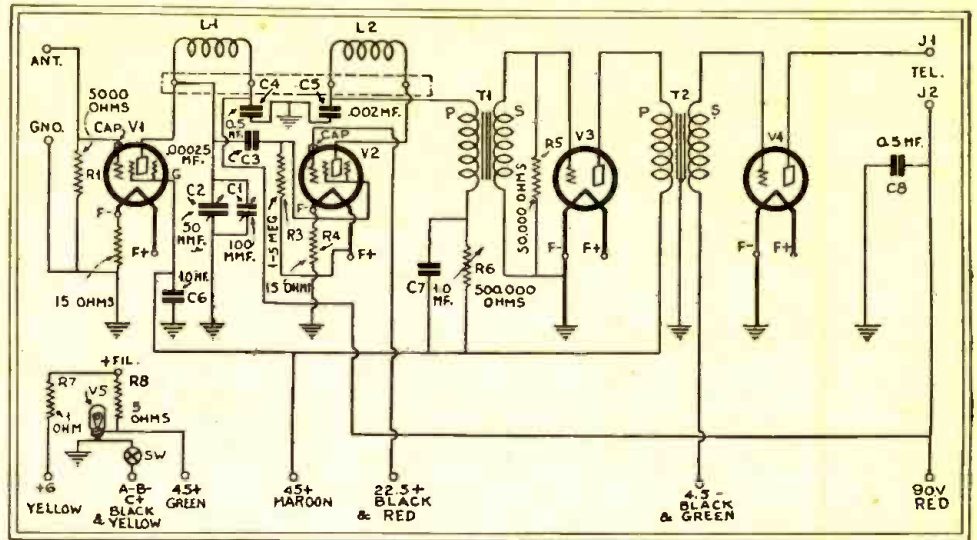 L1
L2
ANT.
5000
OHMS
C4
C5
J1
TEL.
J2
GND.
CAP
V1
.00025
MF.
0.5
MF.
C3
.002MF.
CAP
V2
P
T1
S
R5
V3
P
T2
S
V4
0.5 MF.
C8
R1
G
C2
C1
50
MMF.
100
MMF.
1-5 MEG
R3
R4
50,000 OHMS
F-
F+
F-
F+
F-
F+
F-
F+
15 OHMS
1.0 MF.
C6
15 OHMS
C7
1.0
MF.
R6
500,000
OHMS
+FIL.
R7
V5
R8
1
OHM
5
OHMS
SW
+6
YELLOW
A-B-
C+
BLACK
& YELLOW
45+
GREEN
45+
MAROON
22.5+
BLACK
& RED
4.5-
BLACK
& GREEN
90V
RED